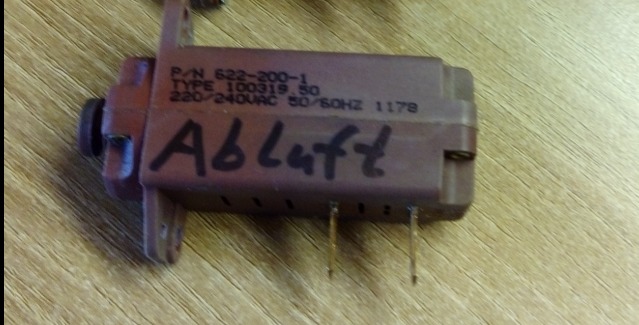 P/N 622-200-1
TYPE 100319.50
220/240VAC 50/60HZ 1178
Abluft